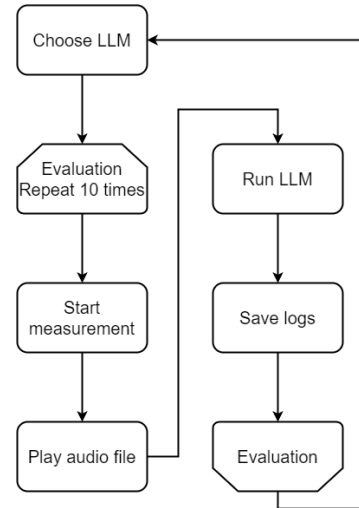 Choose LLM
Evaluation
Repeat 10 times
Start
measurement
Play audio file
Run LLM
Save logs
Evaluation